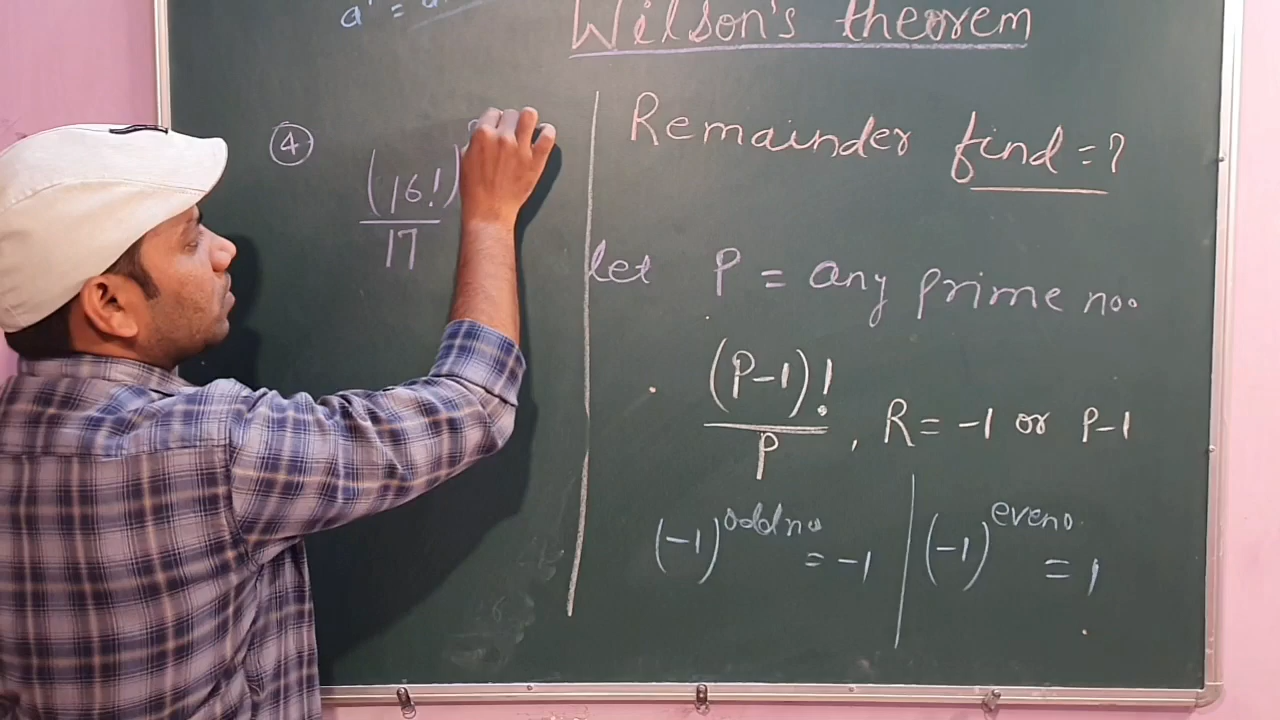 Wilson's theorem
④
(16!)
17
Remainder find = ?
let P = any prime no.
(P-1)!
P
, R = -1 or P-1
(-1)^odd no = -1
(-1)^even = 1